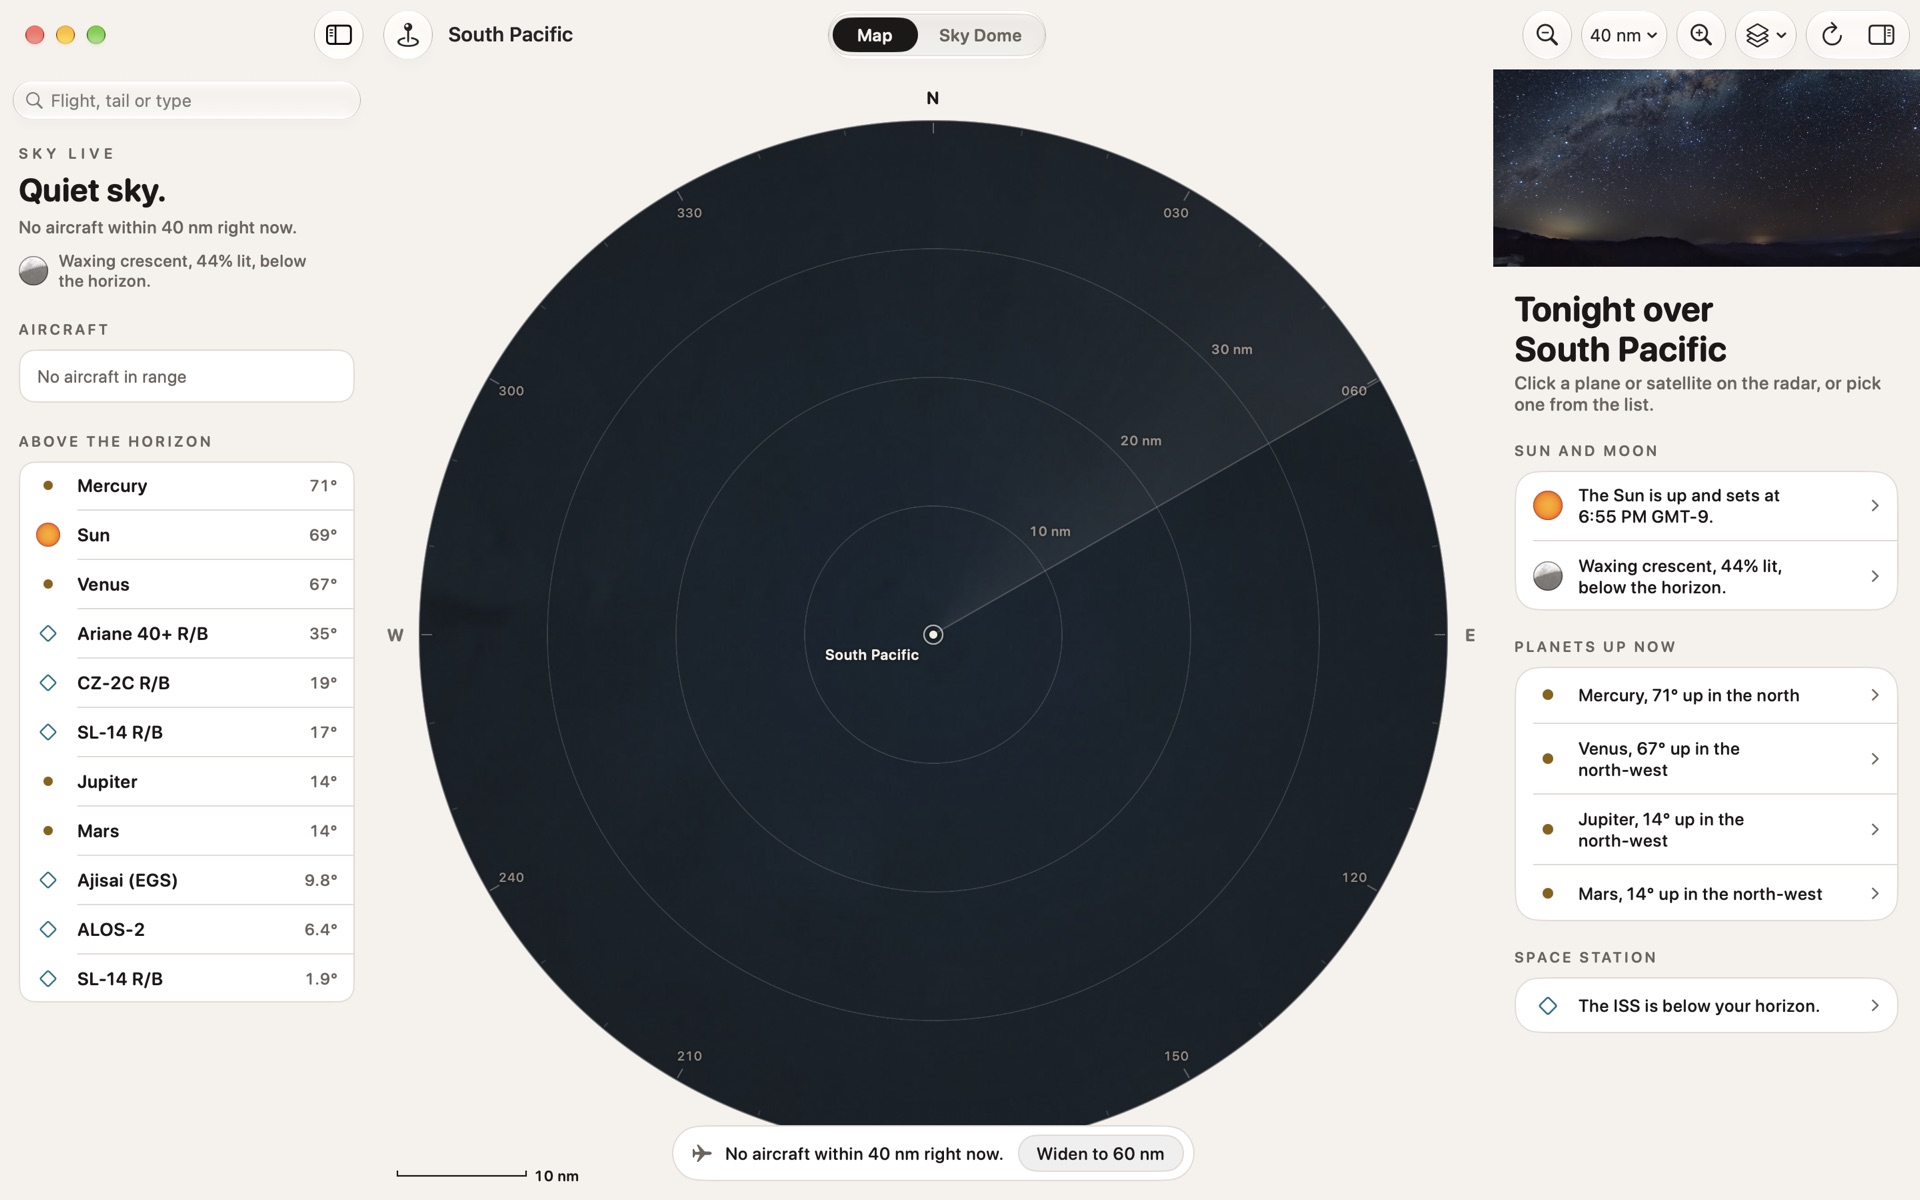 South Pacific
Map
Sky Dome
40 nm
Flight, tail or type
SKY LIVE
Quiet sky.
No aircraft within 40 nm right now.
Waxing crescent, 44% lit, below
the horizon.
AIRCRAFT
No aircraft in range
ABOVE THE HORIZON
Mercury 71°
Sun 69°
Venus 67°
Ariane 40+ R/B 35°
CZ-2C R/B 19°
SL-14 R/B 17°
Jupiter 14°
Mars 14°
Ajisai (EGS) 9.8°
ALOS-2 6.4°
SL-14 R/B 1.9°
N
330
030
30 nm
300
060
20 nm
10 nm
W
E
South Pacific
240
120
210
150
No aircraft within 40 nm right now.
Widen to 60 nm
10 nm
Tonight over
South Pacific
Click a plane or satellite on the radar, or pick
one from the list.
SUN AND MOON
The Sun is up and sets at
6:55 PM GMT-9.
Waxing crescent, 44% lit,
below the horizon.
PLANETS UP NOW
Mercury, 71° up in the north
Venus, 67° up in the
north-west
Jupiter, 14° up in the
north-west
Mars, 14° up in the north-west
SPACE STATION
The ISS is below your horizon.